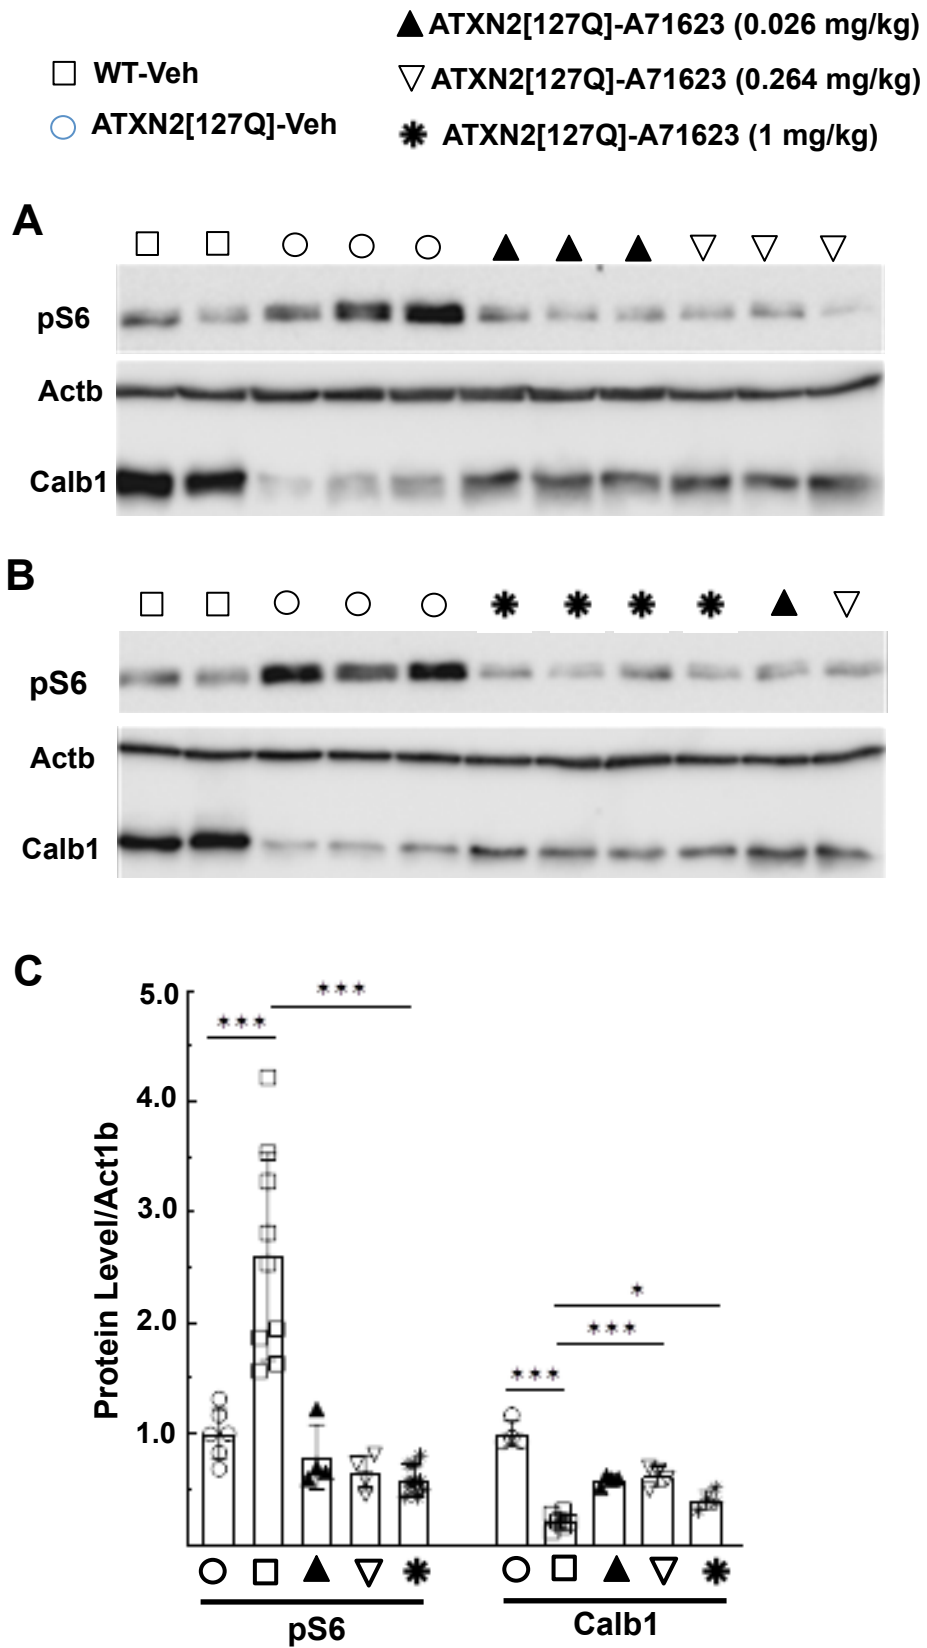 ATXN2[127Q]-A71623 (0.026 mg/kg)
WT-Veh
ATXN2[127Q]-A71623 (0.264 mg/kg)
ATXN2[127Q]-Veh
ATXN2[127Q]-A71623 (1 mg/kg)
A
pS6
Actb
Calb1
B
pS6
Actb
Calb1
C
Protein Level/Act1b
5.0
4.0
3.0
2.0
1.0
***
***
*
***
***
pS6
Calb1